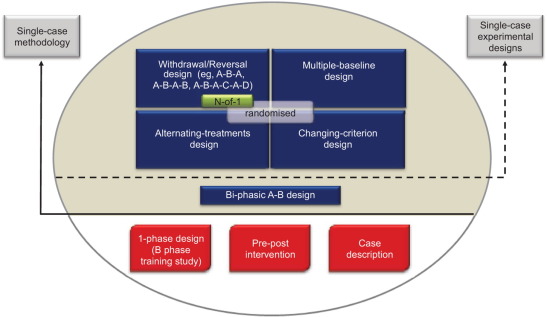 Single-case
methodology
Single-case
experimental
designs
Withdrawal/Reversal
design (eg, A-B-A,
A-B-A-B, A-B-A-C-A-D)
N-of-1
Multiple-baseline
design
randomised
Alternating-treatments
design
Changing-criterion
design
Bi-phasic A-B design
1-phase design
(B phase
training study)
Pre-post
intervention
Case
description